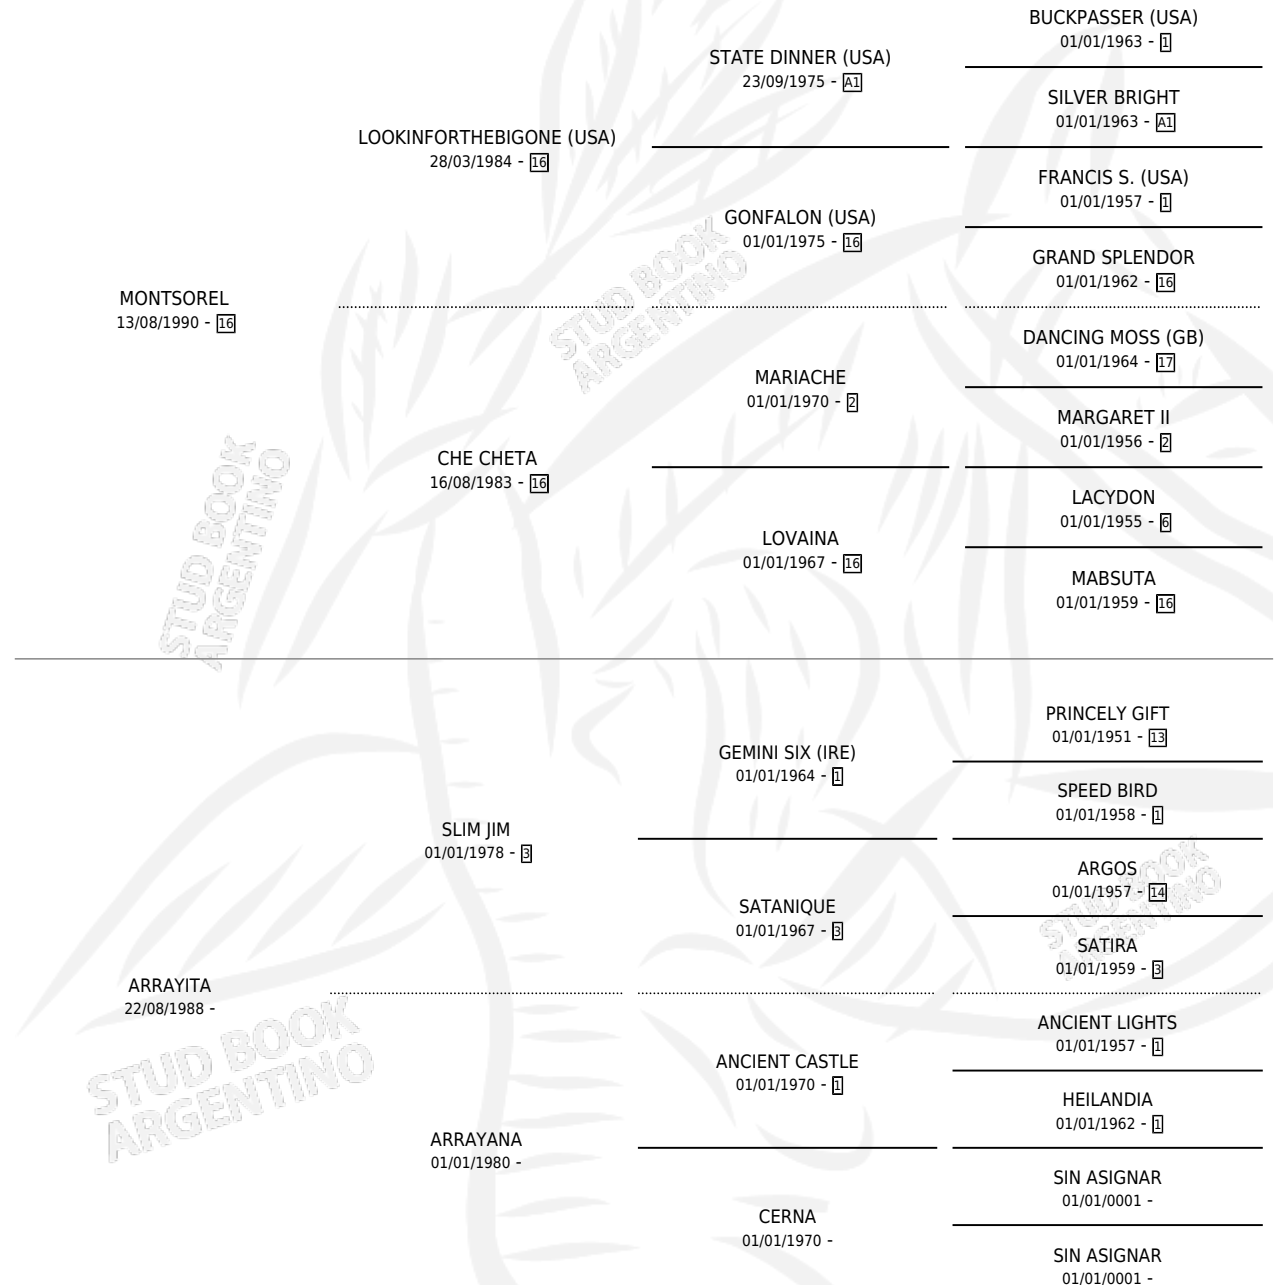 BUCKPASSER (USA)
01/01/1963 - 1
STATE DINNER (USA)
23/09/1975 - A1
SILVER BRIGHT
01/01/1963 - A1
LOOKINFORTHEBIGONE (USA)
28/03/1984 - 16
FRANCIS S. (USA)
01/01/1957 - 1
GONFALON (USA)
01/01/1975 - 16
GRAND SPLENDOR
01/01/1962 - 16
MONTSOREL
13/08/1990 - 16
DANCING MOSS (GB)
01/01/1964 - 17
MARIACHE
01/01/1970 - 2
MARGARET II
01/01/1956 - 2
CHE CHETA
16/08/1983 - 16
LACYDON
01/01/1955 - 6
LOVAINA
01/01/1967 - 16
MABSUTA
01/01/1959 - 16
STUD BOOK
ARGENTINO
STUD BOOK
ARGENTINO
PRINCELY GIFT
01/01/1951 - 13
GEMINI SIX (IRE)
01/01/1964 - 1
SPEED BIRD
01/01/1958 - 1
SLIM JIM
01/01/1978 - 3
ARGOS
01/01/1957 - 14
SATANIQUE
01/01/1967 - 3
SATIRA
01/01/1959 - 3
STUD BOOK
ARGENTINO
ARRAYITA
22/08/1988 -
ANCIENT LIGHTS
01/01/1957 - 1
ANCIENT CASTLE
01/01/1970 - 1
HEILANDIA
01/01/1962 - 1
ARRAYANA
01/01/1980 -
SIN ASIGNAR
01/01/0001 -
CERNA
01/01/1970 -
SIN ASIGNAR
01/01/0001 -
STUD BOOK
ARGENTINO